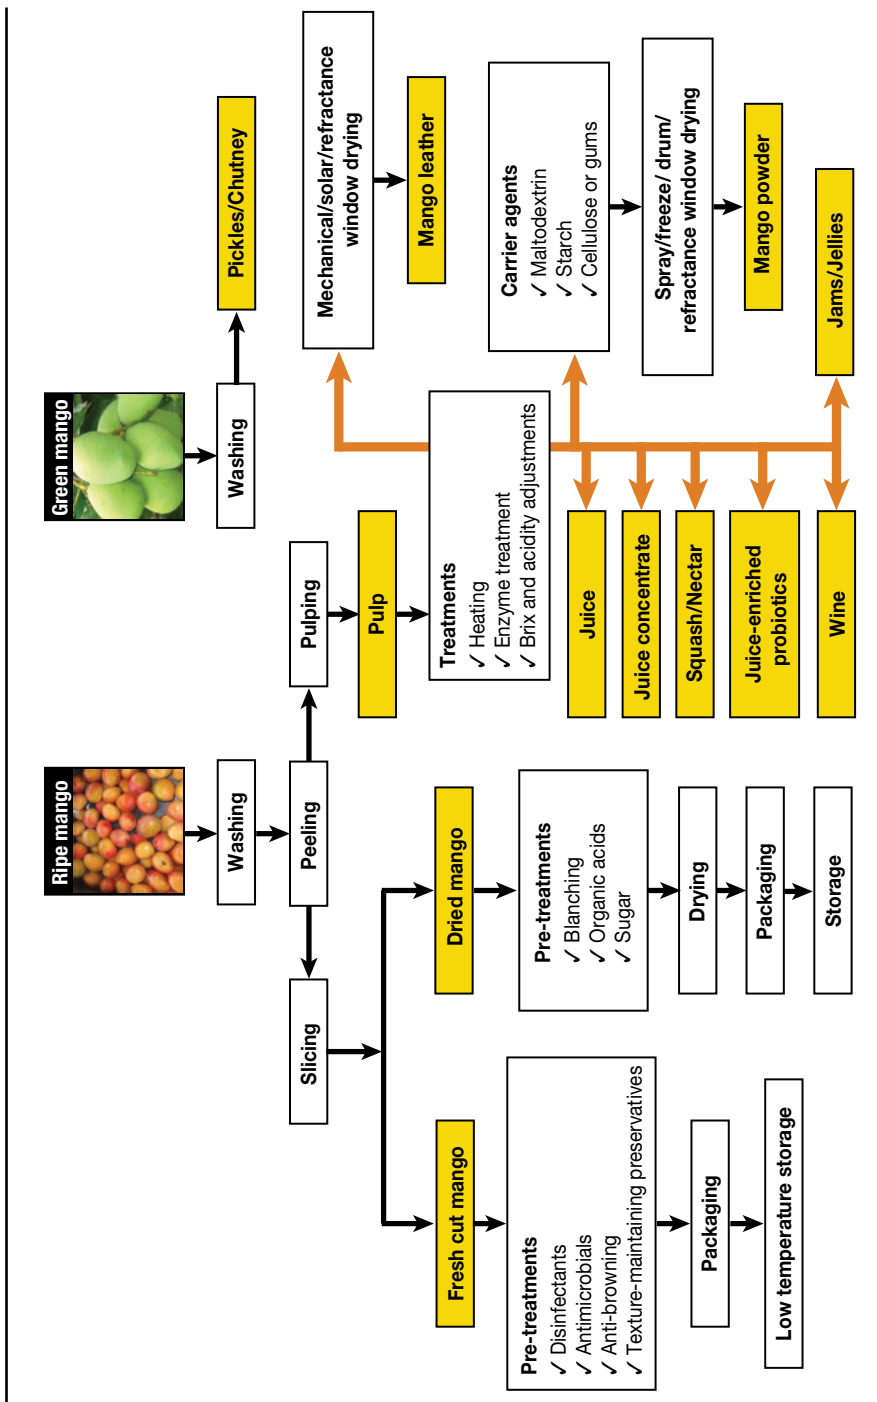 Ripe mango
Green mango
Washing
Washing
Pickles/Chutney
Slicing
Peeling
Pulping
Mechanical/solar/refractance
window drying
Pulp
Mango leather
Fresh cut mango
Dried mango
Treatments
✓ Heating
✓ Enzyme treatment
✓ Brix and acidity adjustments
Carrier agents
✓ Maltodextrin
✓ Starch
✓ Cellulose or gums
Pre-treatments
✓ Disinfectants
✓ Antimicrobials
✓ Anti-browning
✓ Texture-maintaining preservatives
Pre-treatments
✓ Blanching
✓ Organic acids
✓ Sugar
Juice
Juice concentrate
Spray/freeze/ drum/
refractance window drying
Packaging
Drying
Squash/Nectar
Low temperature storage
Packaging
Juice-enriched
probiotics
Mango powder
Storage
Wine
Jams/Jellies